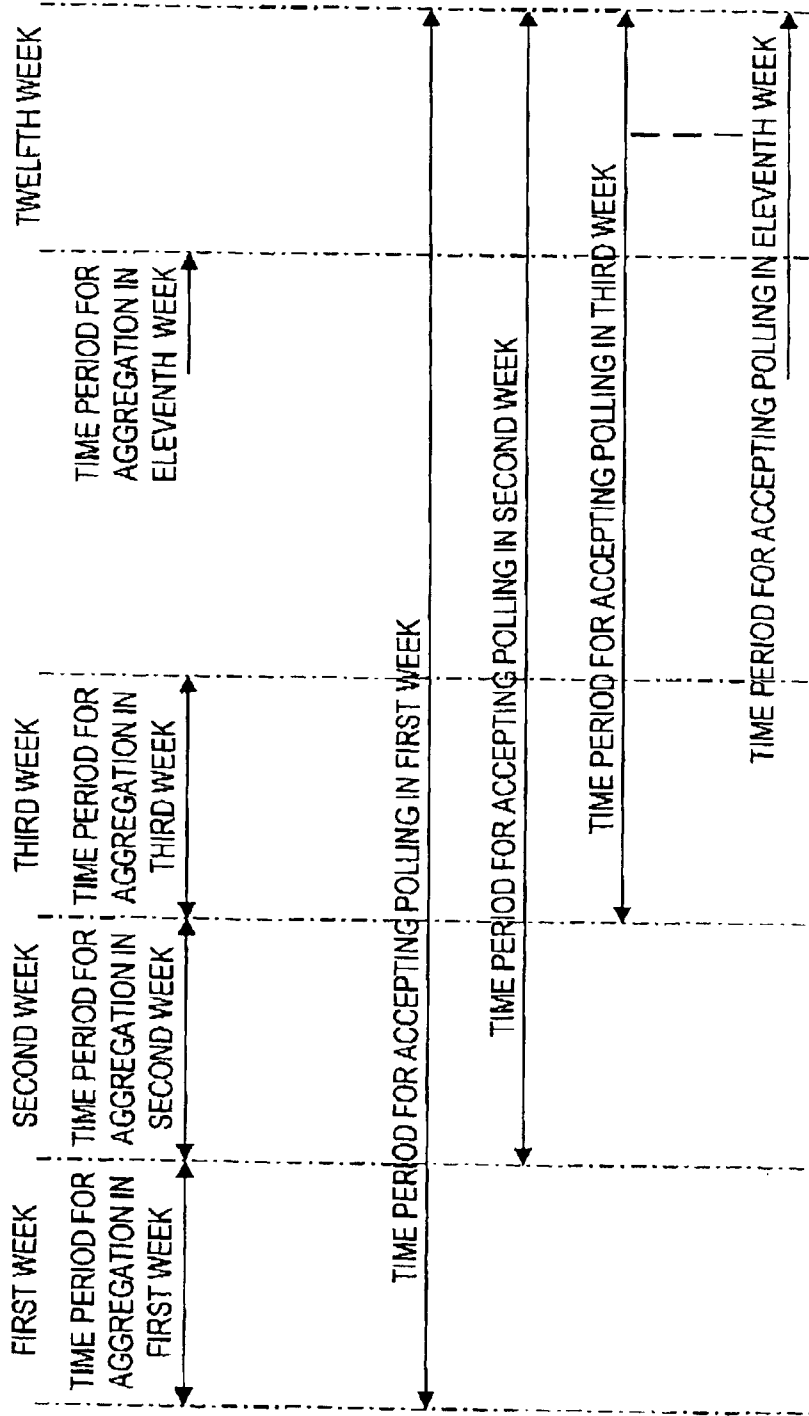 FIRST WEEK
SECOND WEEK
THIRD WEEK
TWELFTH WEEK
TIME PERIOD FOR
AGGREGATION IN
FIRST WEEK
TIME PERIOD FOR
AGGREGATION IN
SECOND WEEK
TIME PERIOD FOR
AGGREGATION IN
THIRD WEEK
TIME PERIOD FOR
AGGREGATION IN
ELEVENTH WEEK
TIME PERIOD FOR ACCEPTING POLLING IN FIRST WEEK
TIME PERIOD FOR ACCEPTING POLLING IN SECOND WEEK
TIME PERIOD FOR ACCEPTING POLLING IN THIRD WEEK
TIME PERIOD FOR ACCEPTING POLLING IN ELEVENTH WEEK